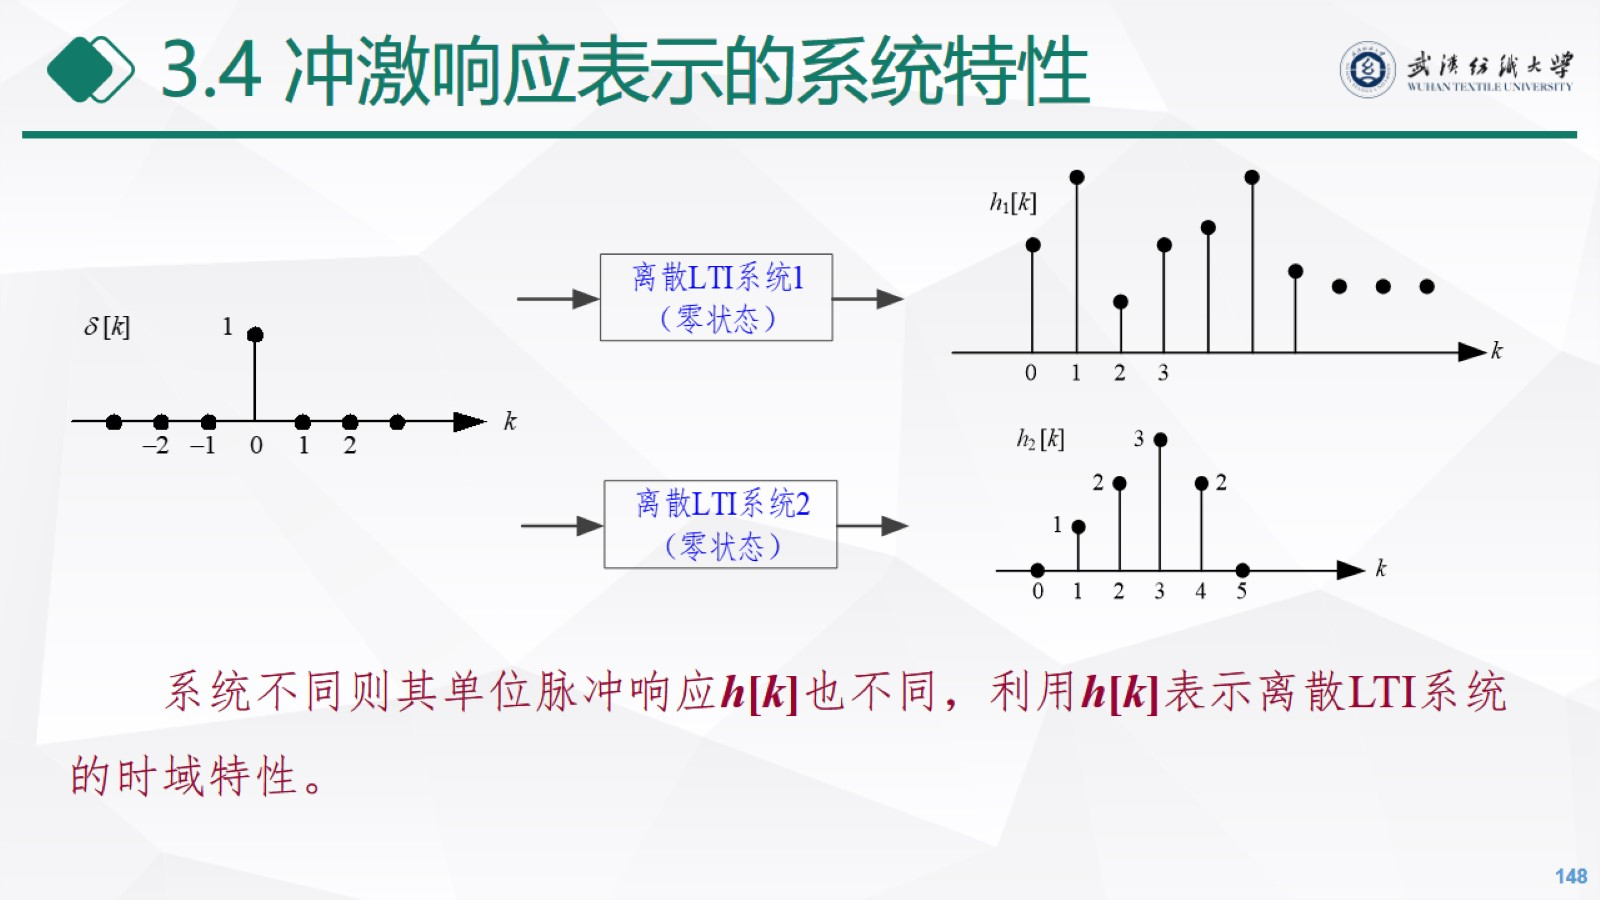 3.4 冲激响应表示的系统特性
武汉纺织大学
WUHAN TEXTILE UNIVERSITY
h₁[k]
离散LTI系统1
（零状态）
δ[k]
1
k
0 1 2 3
k
–2 –1 0 1 2
h₂[k]
3
2
2
1
离散LTI系统2
（零状态）
k
0 1 2 3 4 5
系统不同则其单位脉冲响应h[k]也不同，利用h[k]表示离散LTI系统
的时域特性。
148